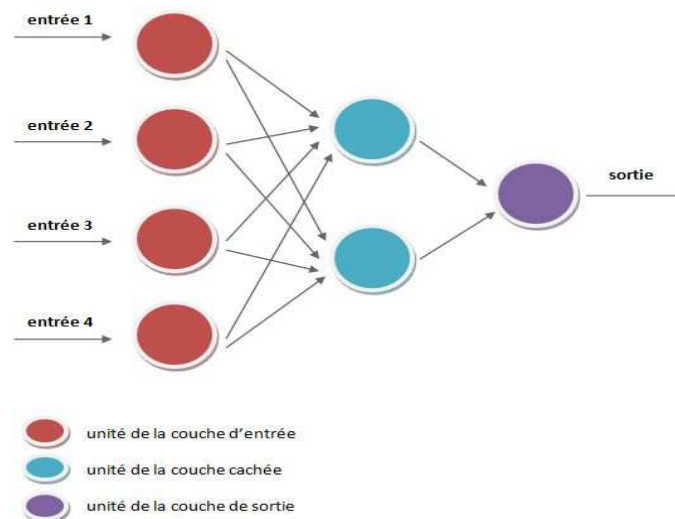 entrée 1
entrée 2
entrée 3
entrée 4
sortie
unité de la couche d'entrée
unité de la couche cachée
unité de la couche de sortie